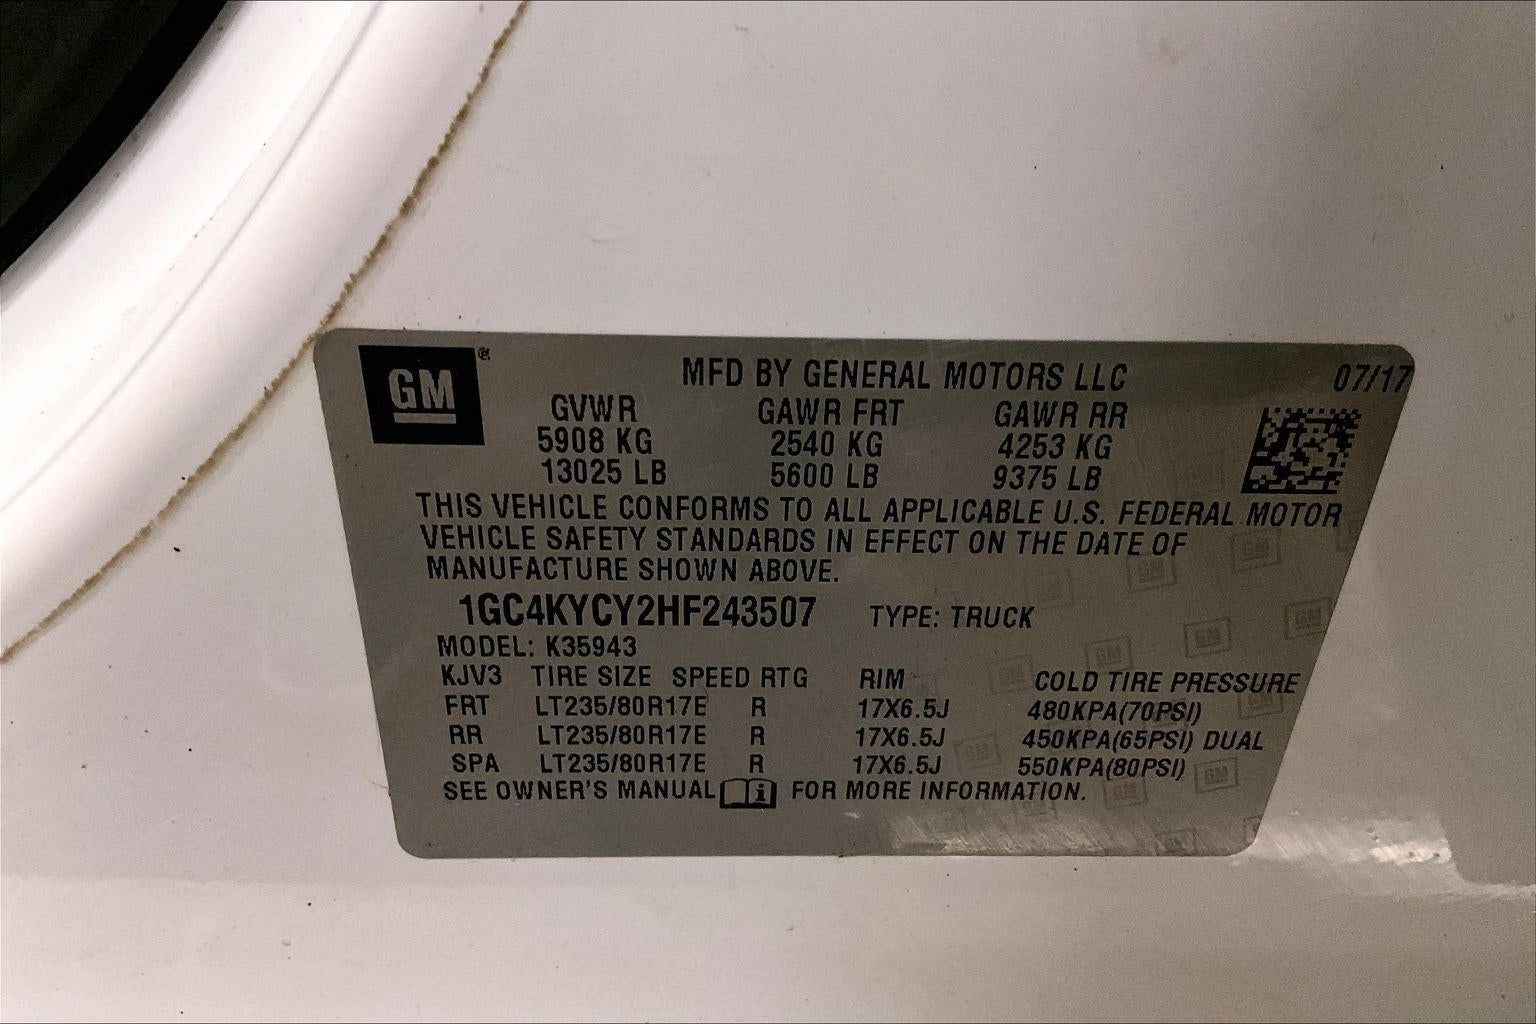 GM®
MFD BY GENERAL MOTORS LLC 07/17
GVWR GAWR FRT GAWR RR
5908 KG 2540 KG 4253 KG
13025 LB 5600 LB 9375 LB
THIS VEHICLE CONFORMS TO ALL APPLICABLE U.S. FEDERAL MOTOR
VEHICLE SAFETY STANDARDS IN EFFECT ON THE DATE OF
MANUFACTURE SHOWN ABOVE.
1GC4KYCY2HF243507 TYPE: TRUCK
MODEL: K35943
KJV3 TIRE SIZE SPEED RTG RIM COLD TIRE PRESSURE
FRT LT235/80R17E R 17X6.5J 480KPA(70PSI)
RR LT235/80R17E R 17X6.5J 450KPA(65PSI) DUAL
SPA LT235/80R17E R 17X6.5J 550KPA(80PSI)
SEE OWNER'S MANUAL i FOR MORE INFORMATION.